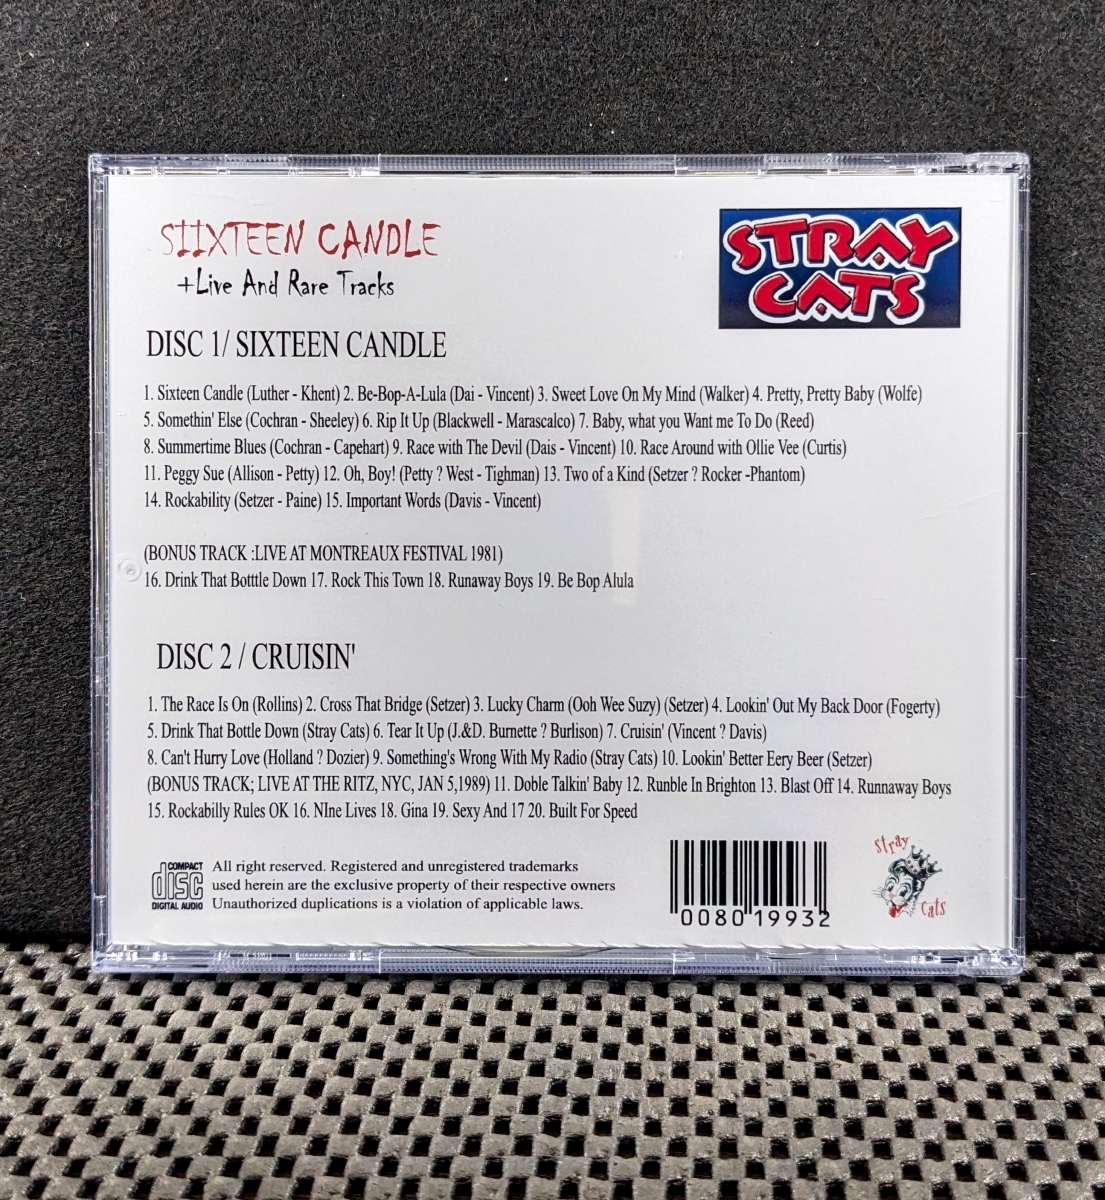 SIIXTEEN CANDLE
+Live And Rare Tracks
STRAY
CATS
DISC 1/ SIXTEEN CANDLE
1. Sixteen Candle (Luther - Khent) 2. Be-Bop-A-Lula (Dai - Vincent) 3. Sweet Love On My Mind (Walker) 4. Pretty, Pretty Baby (Wolfe)
5. Somethin' Else (Cochran - Sheeley) 6. Rip It Up (Blackwell - Marascalco) 7. Baby, what you Want me To Do (Reed)
8. Summertime Blues (Cochran - Capehart) 9. Race with The Devil (Dais - Vincent) 10. Race Around with Ollie Vee (Curtis)
11. Peggy Sue (Allison - Petty) 12. Oh, Boy! (Petty ? West - Tighman) 13. Two of a Kind (Setzer ? Rocker -Phantom)
14. Rockability (Setzer - Paine) 15. Important Words (Davis - Vincent)
(BONUS TRACK :LIVE AT MONTREAUX FESTIVAL 1981)
16. Drink That Botttle Down 17. Rock This Town 18. Runaway Boys 19. Be Bop Alula
DISC 2 / CRUISIN'
1. The Race Is On (Rollins) 2. Cross That Bridge (Setzer) 3. Lucky Charm (Ooh Wee Suzy) (Setzer) 4. Lookin' Out My Back Door (Fogerty)
5. Drink That Bottle Down (Stray Cats) 6. Tear It Up (J.&D. Burnette ? Burlison) 7. Cruisin' (Vincent ? Davis)
8. Can't Hurry Love (Holland ? Dozier) 9. Something's Wrong With My Radio (Stray Cats) 10. Lookin' Better Eery Beer (Setzer)
(BONUS TRACK; LIVE AT THE RITZ, NYC, JAN 5,1989) 11. Doble Talkin' Baby 12. Runble In Brighton 13. Blast Off 14. Runnaway Boys
15. Rockabilly Rules OK 16. NIne Lives 18. Gina 19. Sexy And 17 20. Built For Speed
COMPACT
disc
DIGITAL AUDIO
All right reserved. Registered and unregistered trademarks
used herein are the exclusive property of their respective owners
Unauthorized duplications is a violation of applicable laws.
0080 19932
stray
cats